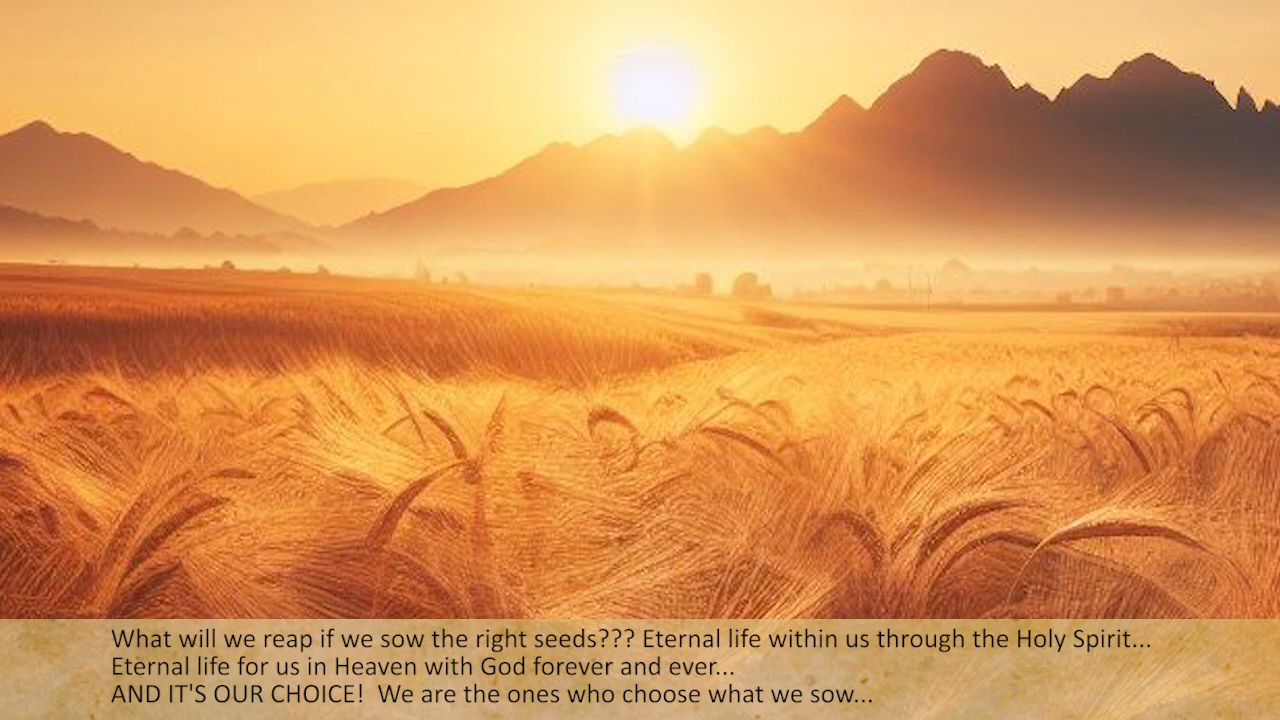 What will we reap if we sow the right seeds??? Eternal life within us through the Holy Spirit...
Eternal life for us in Heaven with God forever and ever...
AND IT'S OUR CHOICE!  We are the ones who choose what we sow...